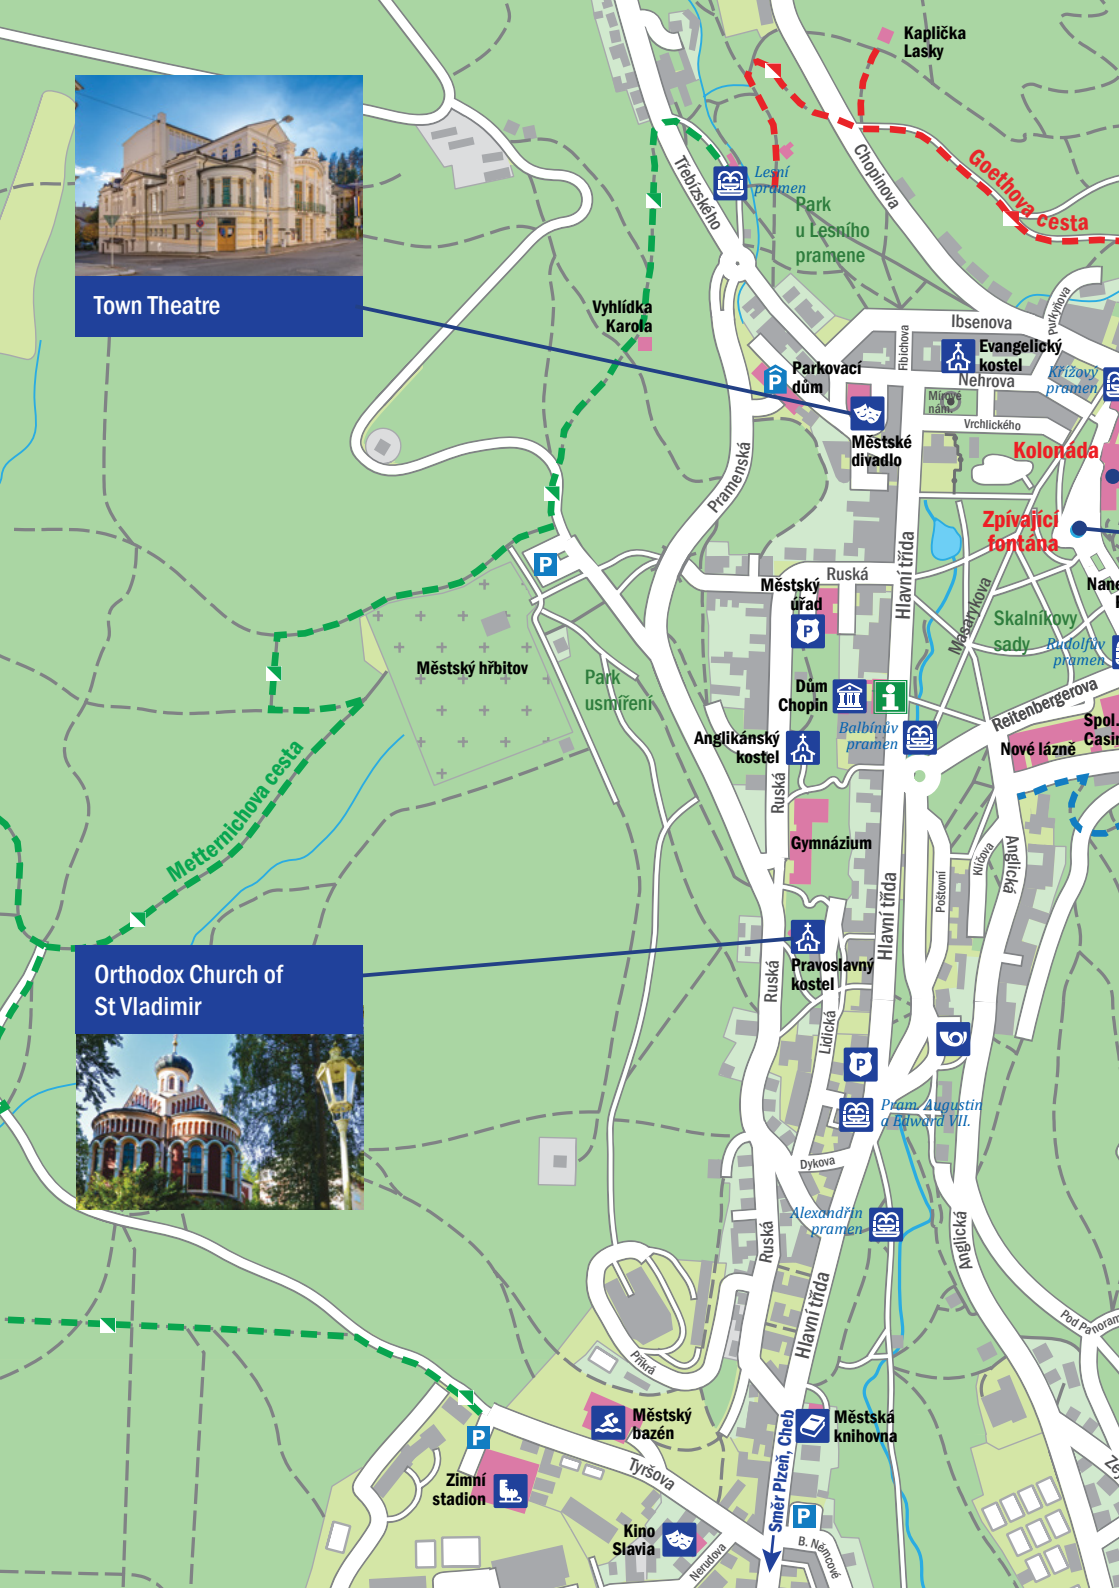 Kaplička
Lasky
Goethova cesta
Chopinova
Třebízského
Lesní
pramen
Park
u Lesního
pramene
Town Theatre
Vyhlídka
Karola
Ibsenova
Purkyňova
Fibichova
Evangelický
kostel
Nehrova
Křížový
pramen
P
Parkovací
dům
Mírové
nám.
Vrchlického
Městské
divadlo
Kolonáda
Pramenská
Zpívající
fontána
Hlavní třída
P
Ruská
Městský
úřad
P
Masarykova
Skalníkovy
sady
Rudolfův
pramen
Městský hřbitov
Park
usmíření
Dům
Chopin
i
Balbínův
pramen
Reitenbergerova
Spol.
Nové lázně
Anglikánský
kostel
Metternichova cesta
Ruská
Gymnázium
Klíčova
Anglická
Poštovní
Hlavní třída
Orthodox Church of
St Vladimir
Pravoslavný
kostel
Ruská
Lidická
P
Pram. Augustin
a Edward VII.
Dykova
Alexandřin
pramen
Ruská
Anglická
Hlavní třída
Pod Panoram
Příkrá
Městský
bazén
Městská
knihovna
P
Tyršova
Směr Plzeň, Cheb
Zimní
stadion
P
Kino
Slavia
Nerudova
B. Němcové